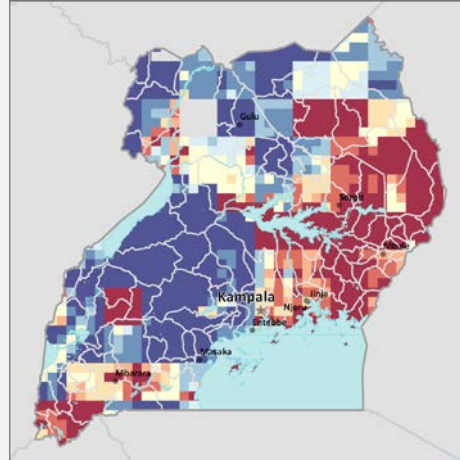 Gulu
Soroti
Mbale
Kampala
Jinja
Njeru
Entebbe
Masaka
Mbarara